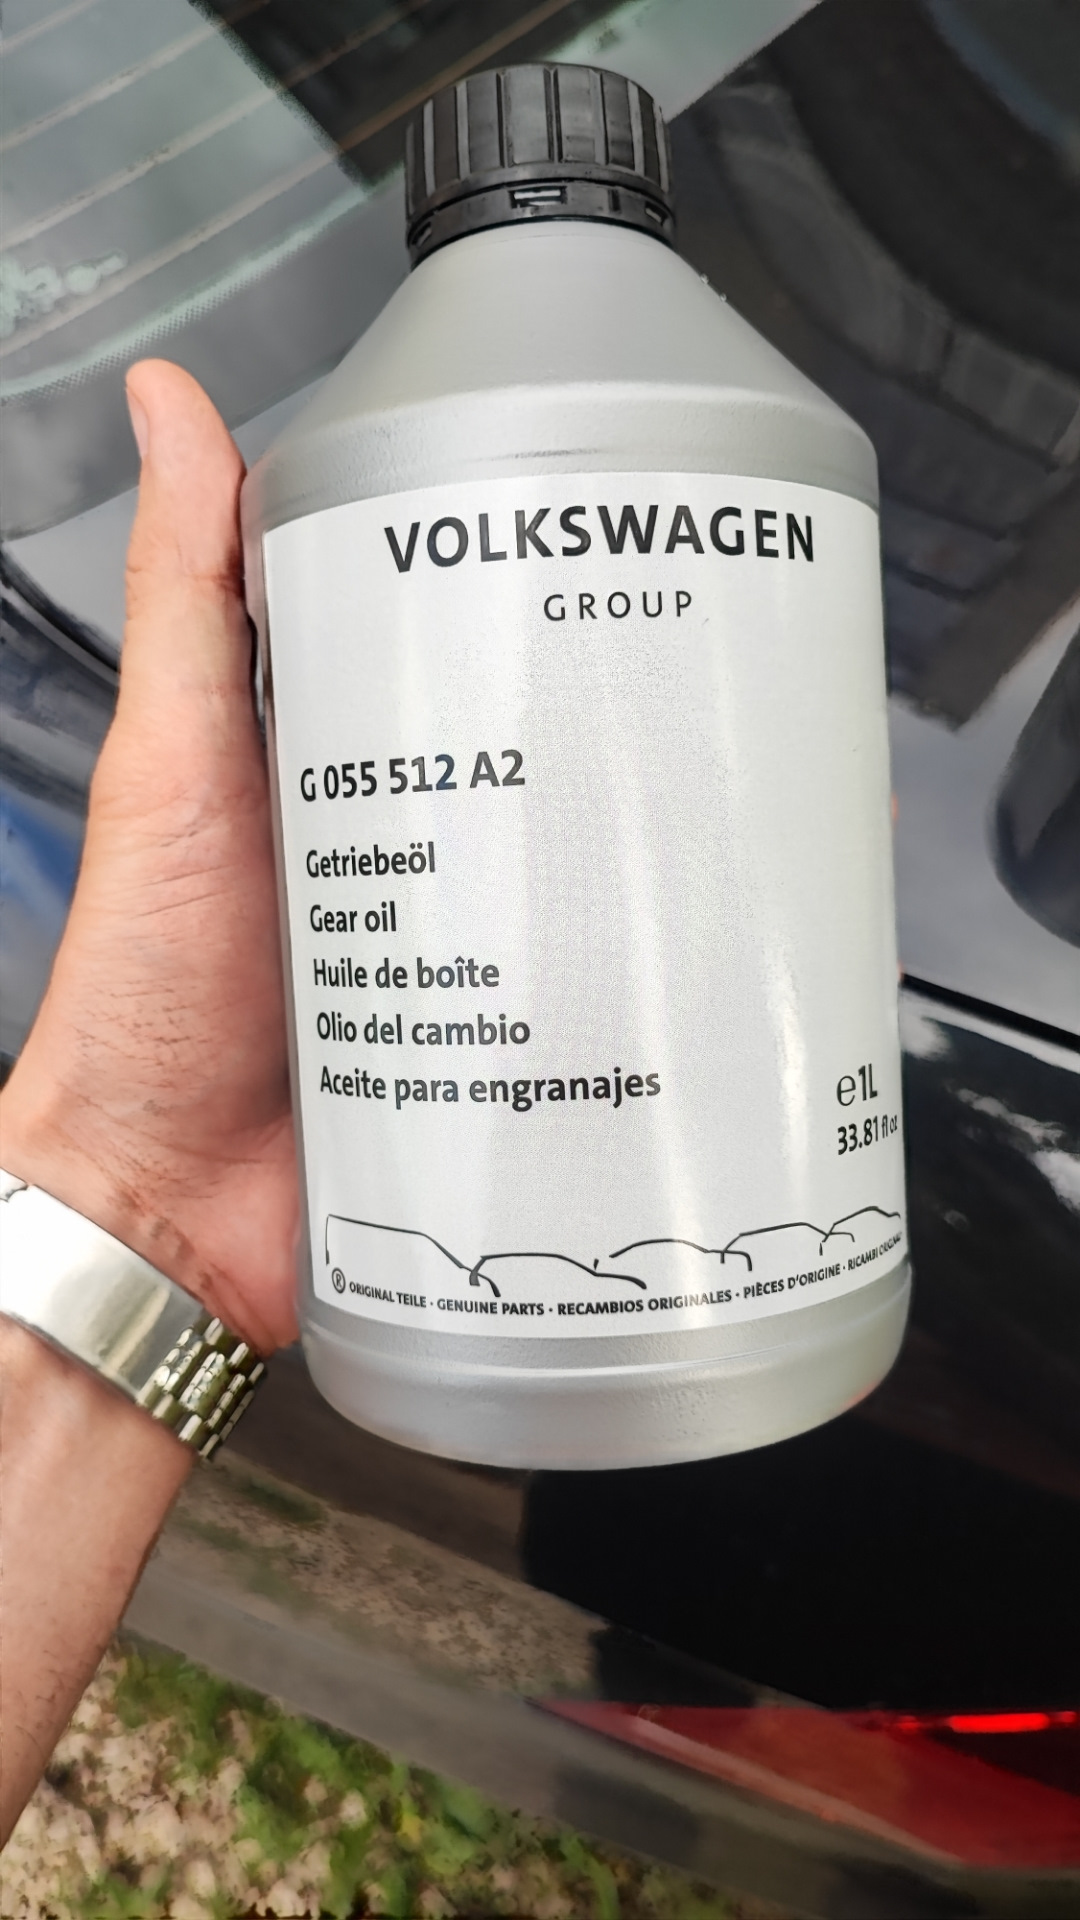 VOLKSWAGEN
GROUP
G 055 512 A2
Getriebeöl
Gear oil
Huile de boîte
Olio del cambio
Aceite para engranajes
e 1L
33.81 fl oz
® ORIGINAL TEILE · GENUINE PARTS · RECAMBIOS ORIGINALES · PIÈCES D'ORIGINE · RICAMBI ORIGINALI